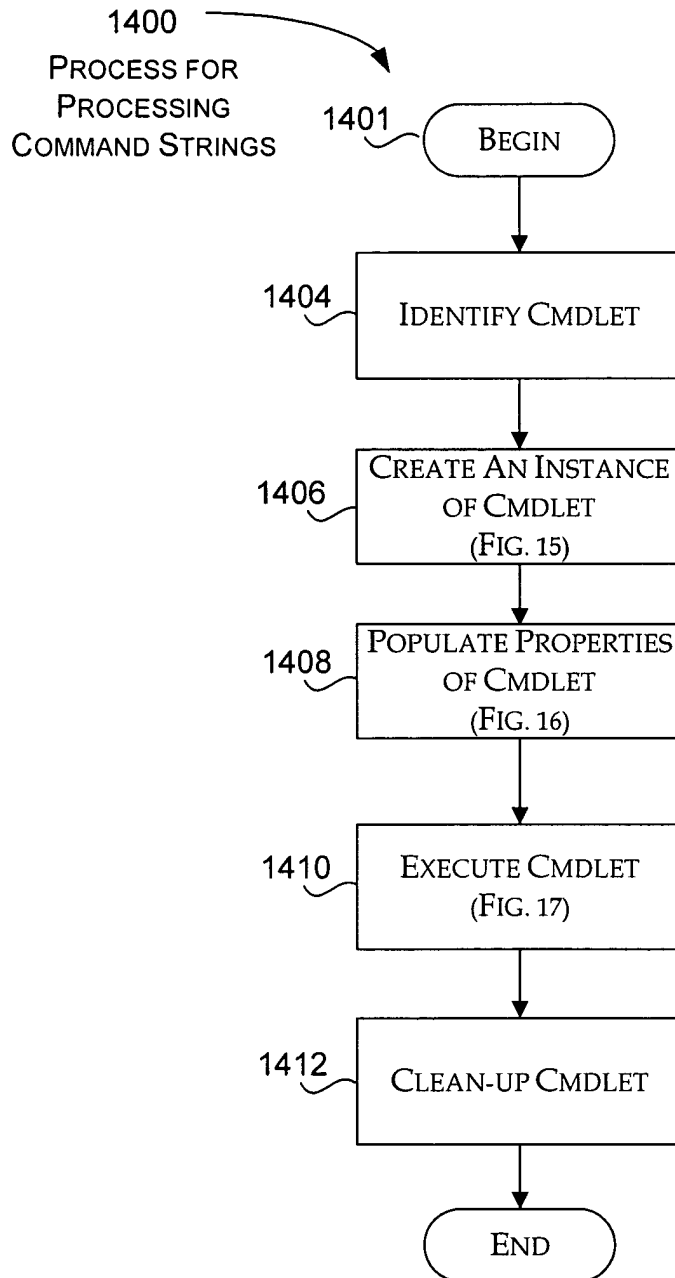 1400
PROCESS FOR
PROCESSING
COMMAND STRINGS
1401
BEGIN
1404
IDENTIFY CMDLET
1406
CREATE AN INSTANCE
OF CMDLET
(FIG. 15)
1408
POPULATE PROPERTIES
OF CMDLET
(FIG. 16)
1410
EXECUTE CMDLET
(FIG. 17)
1412
CLEAN-UP CMDLET
END